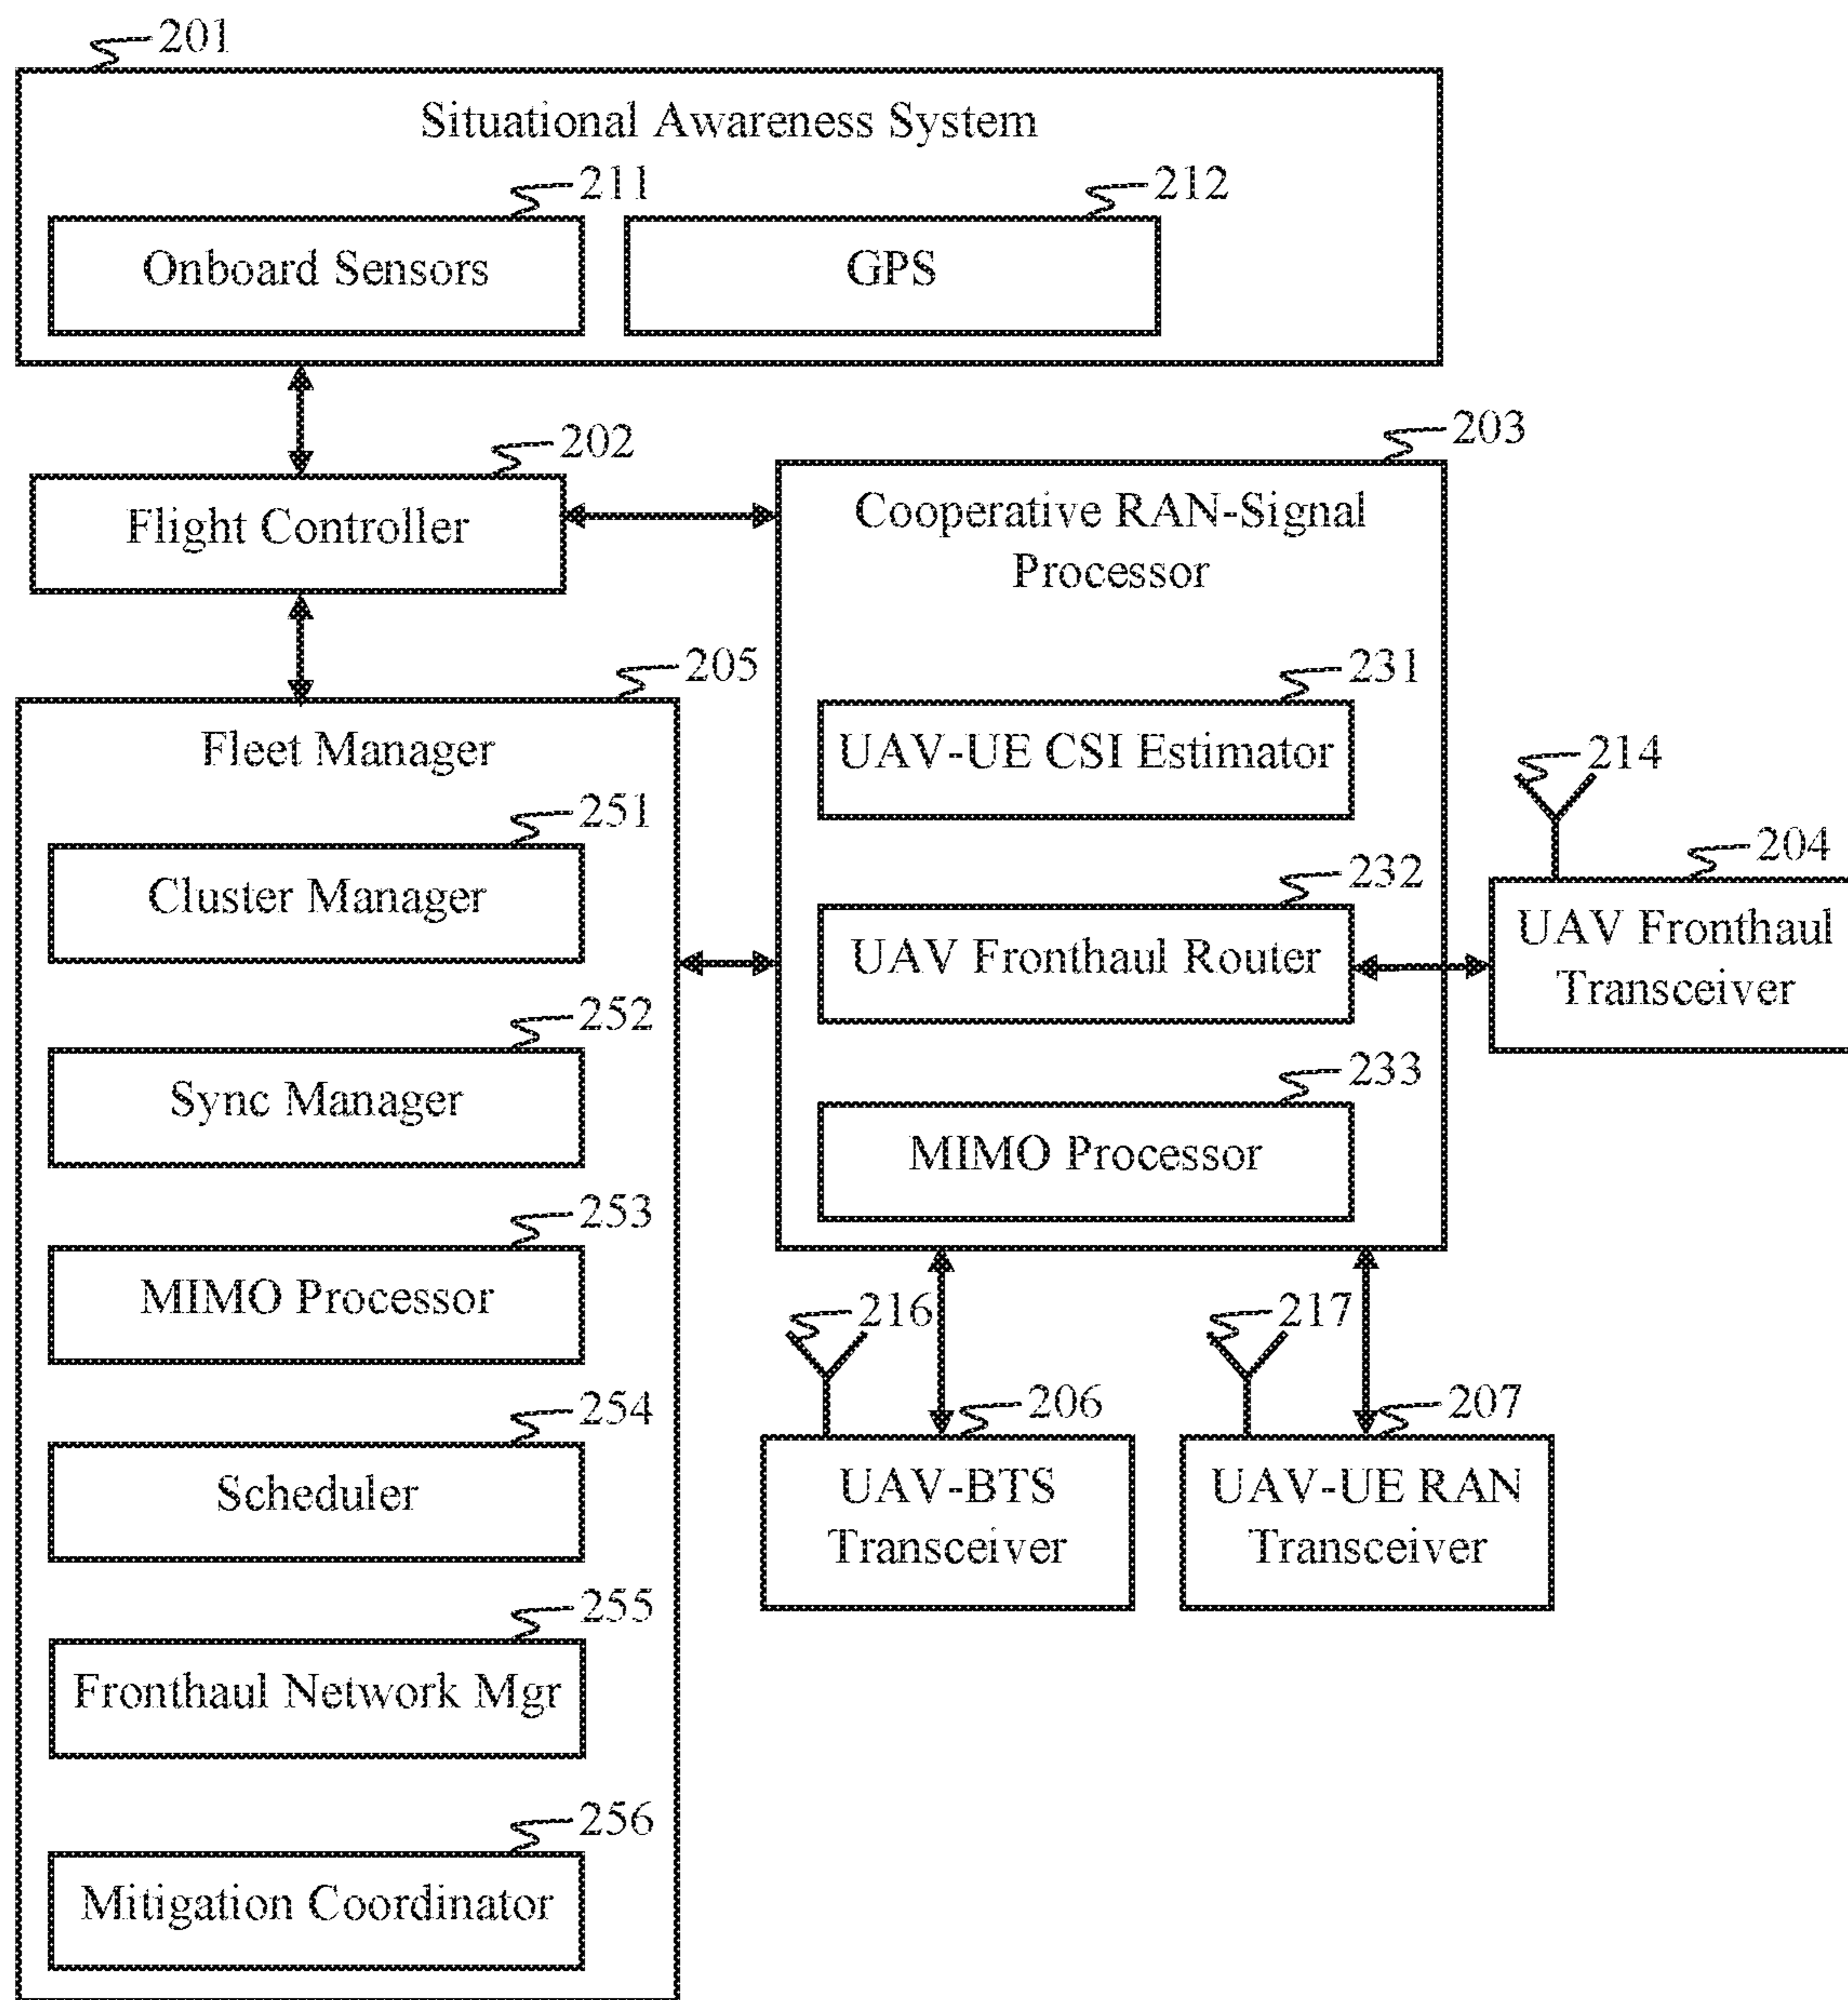 201
Situational Awareness System
211
212
Onboard Sensors
GPS
202
203
Flight Controller
Cooperative RAN-Signal
Processor
205
Fleet Manager
231
UAV-UE CSI Estimator
214
251
Cluster Manager
204
232
UAV Fronthaul Router
UAV Fronthaul
Transceiver
252
Sync Manager
233
MIMO Processor
253
MIMO Processor
216
217
254
Scheduler
206
207
UAV-BTS
Transceiver
UAV-UE RAN
Transceiver
255
Fronthaul Network Mgr
256
Mitigation Coordinator